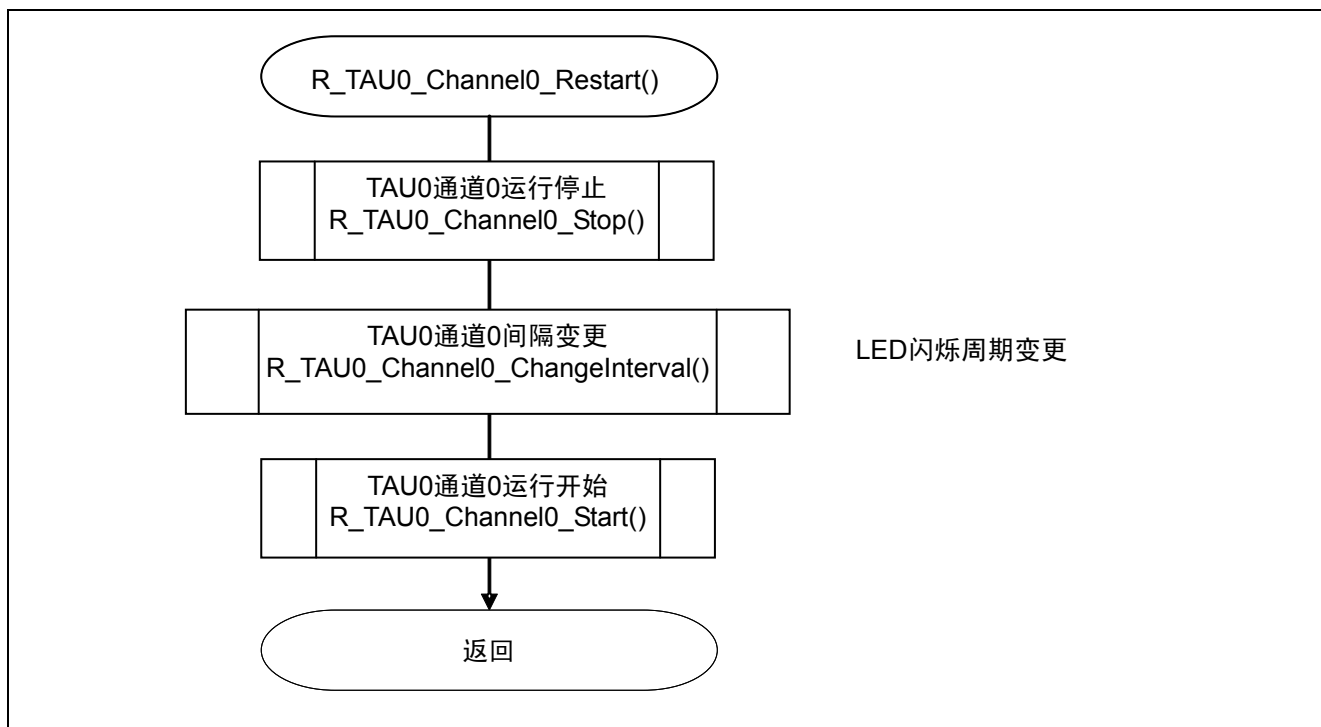 R_TAU0_Channel0_Restart()
TAU0通道0运行停止
R_TAU0_Channel0_Stop()
TAU0通道0间隔变更
R_TAU0_Channel0_ChangeInterval()
LED闪烁周期变更
TAU0通道0运行开始
R_TAU0_Channel0_Start()
返回